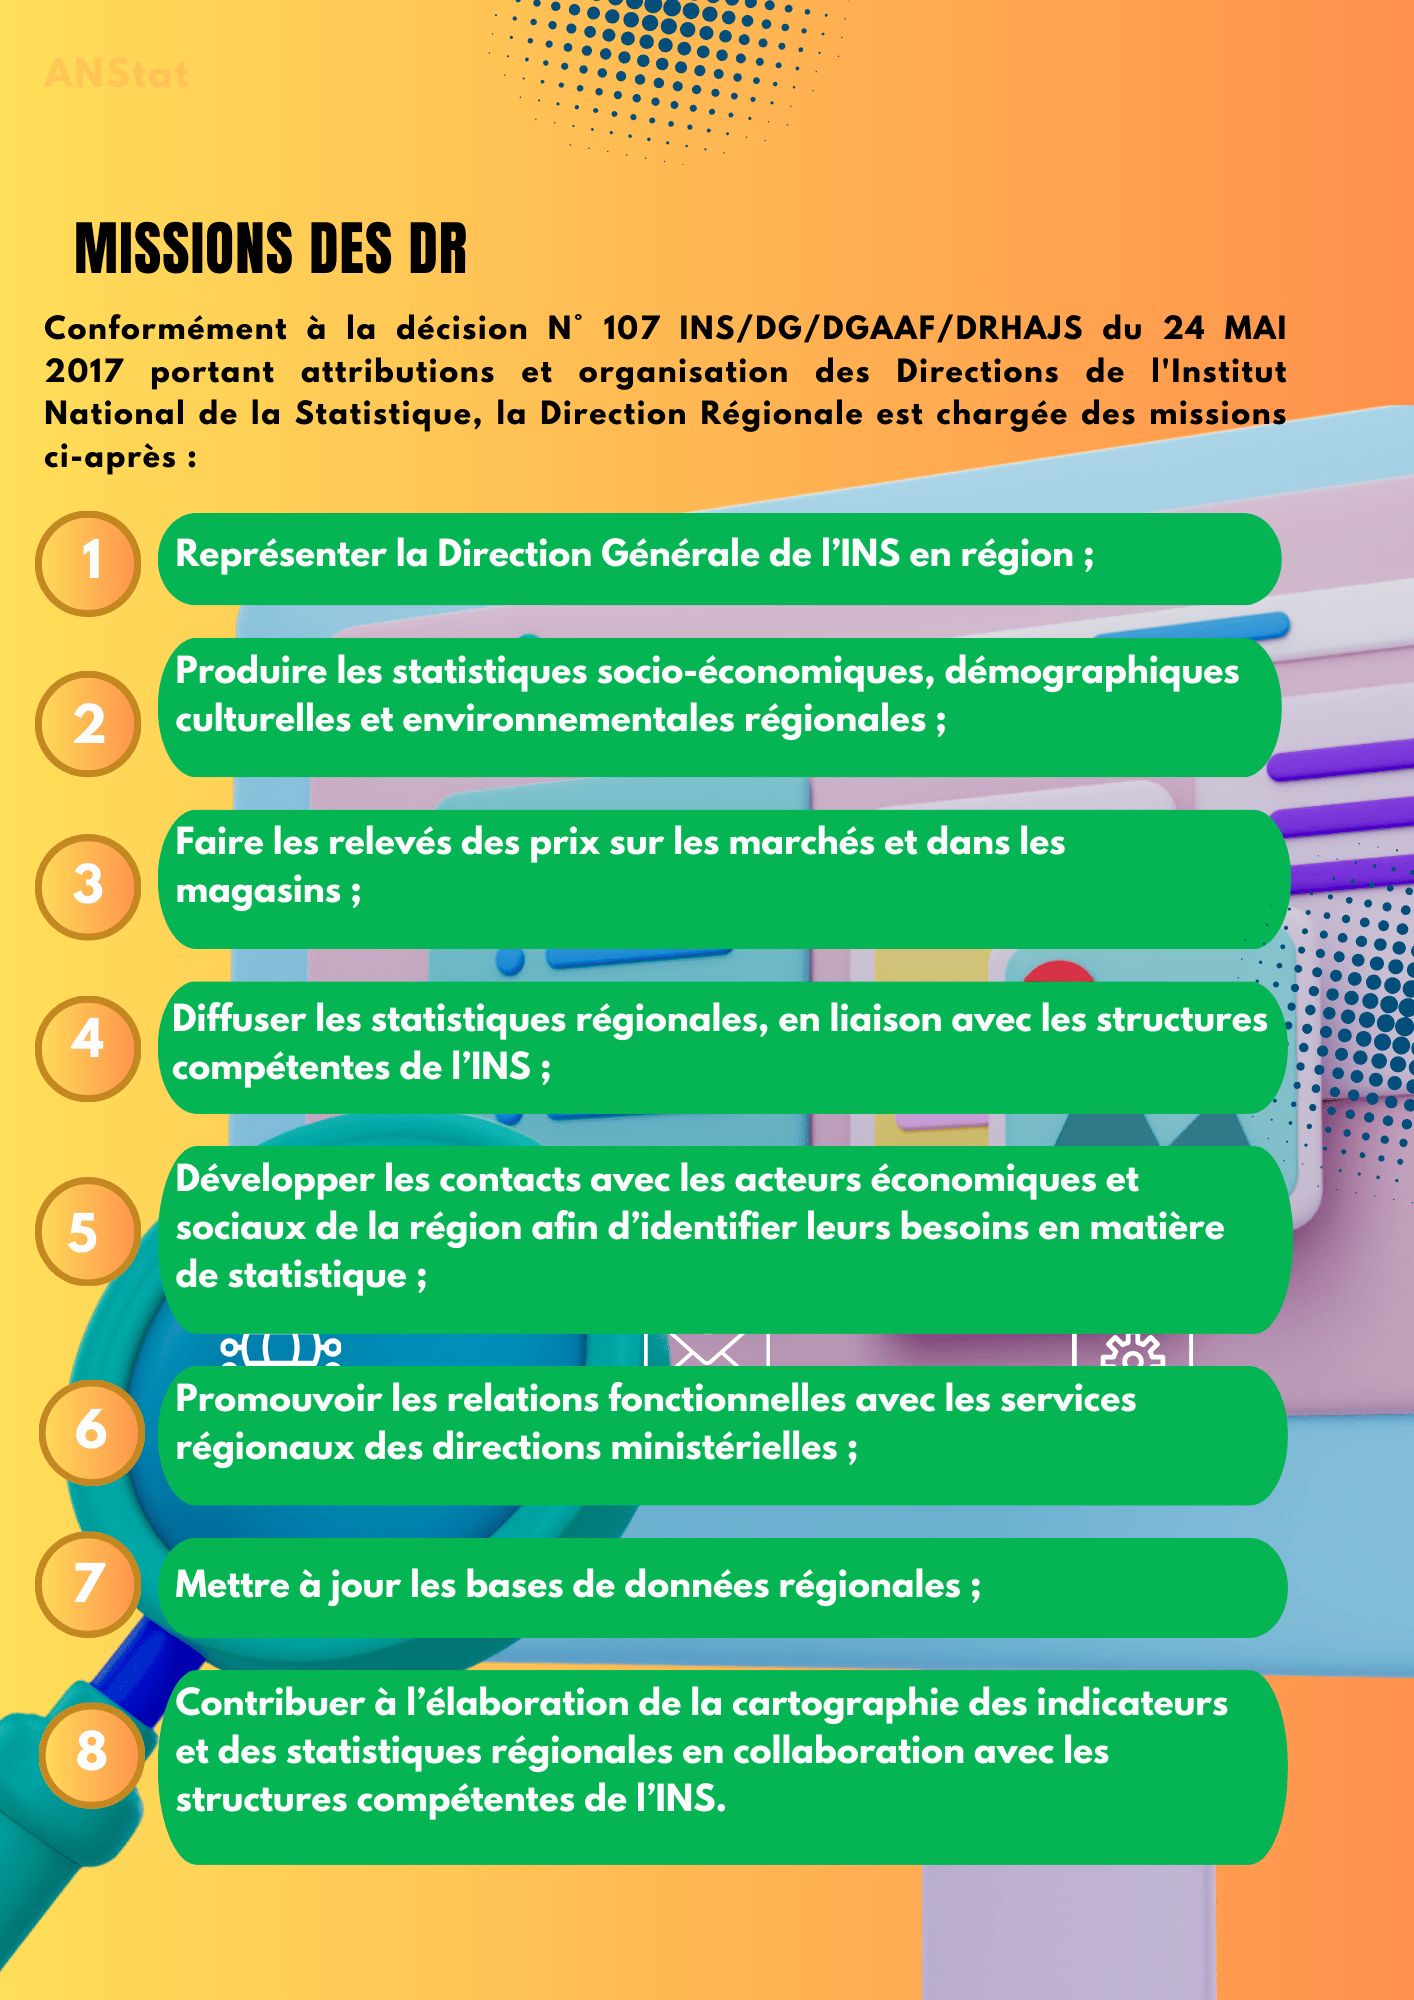 ANStat
MISSIONS DES DR
Conformément à la décision N° 107 INS/DG/DGAAF/DRHAJS du 24 MAI
2017 portant attributions et organisation des Directions de l'Institut
National de la Statistique, la Direction Régionale est chargée des missions
ci-après :
1
Représenter la Direction Générale de l’INS en région ;
2
Produire les statistiques socio-économiques, démographiques
culturelles et environnementales régionales ;
3
Faire les relevés des prix sur les marchés et dans les
magasins ;
4
Diffuser les statistiques régionales, en liaison avec les structures
compétentes de l’INS ;
5
Développer les contacts avec les acteurs économiques et
sociaux de la région afin d’identifier leurs besoins en matière
de statistique ;
6
Promouvoir les relations fonctionnelles avec les services
régionaux des directions ministérielles ;
7
Mettre à jour les bases de données régionales ;
8
Contribuer à l’élaboration de la cartographie des indicateurs
et des statistiques régionales en collaboration avec les
structures compétentes de l’INS.